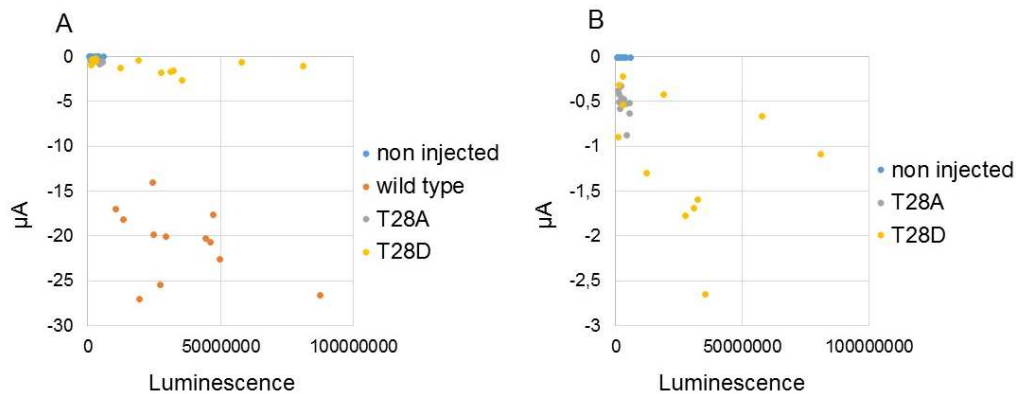 A
0
-5
-10
-15
-20
-25
-30
µA
0 50000000 100000000
Luminescence
non injected
wild type
T28A
T28D
B
0
-0,5
-1
-1,5
-2
-2,5
-3
µA
0 50000000 100000000
Luminescence
non injected
T28A
T28D